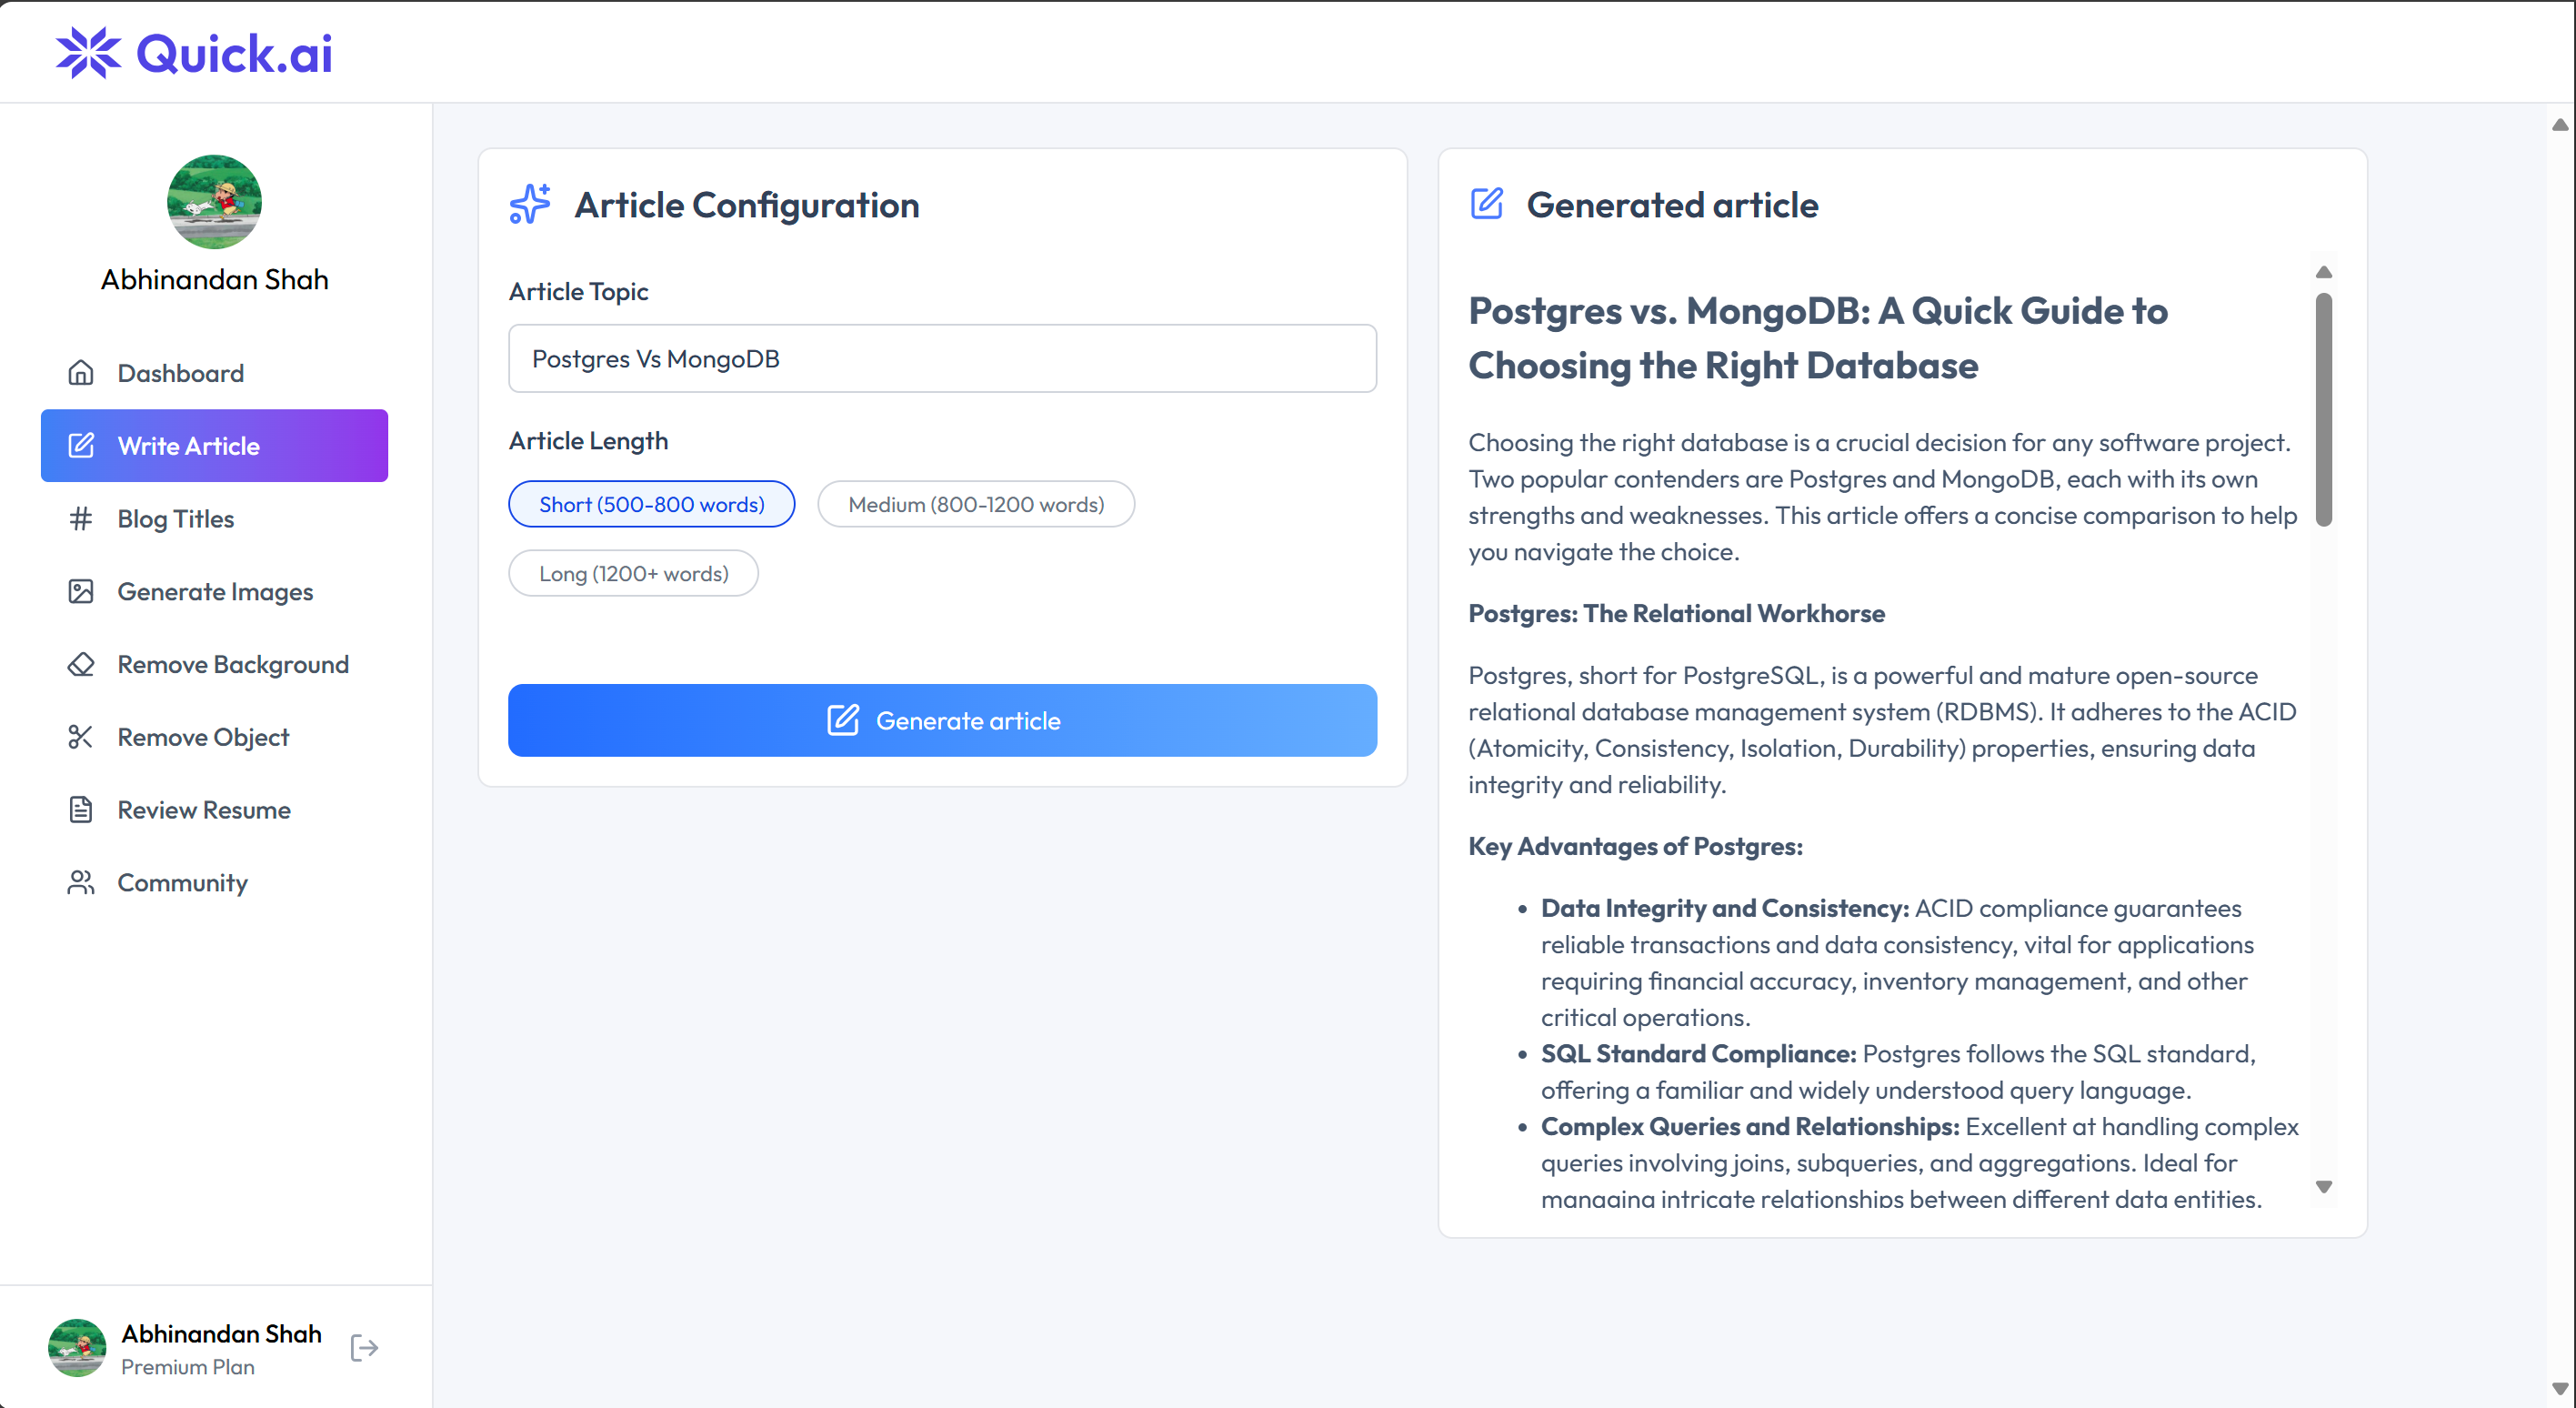 Quick.ai
Abhinandan Shah
Dashboard
Write Article
Blog Titles
Generate Images
Remove Background
Remove Object
Review Resume
Community
Abhinandan Shah
Premium Plan
Article Configuration
Article Topic
Postgres Vs MongoDB
Article Length
Short (500-800 words)
Medium (800-1200 words)
Long (1200+ words)
Generate article
Generated article
Postgres vs. MongoDB: A Quick Guide to
Choosing the Right Database
Choosing the right database is a crucial decision for any software project.
Two popular contenders are Postgres and MongoDB, each with its own
strengths and weaknesses. This article offers a concise comparison to help
you navigate the choice.
Postgres: The Relational Workhorse
Postgres, short for PostgreSQL, is a powerful and mature open-source
relational database management system (RDBMS). It adheres to the ACID
(Atomicity, Consistency, Isolation, Durability) properties, ensuring data
integrity and reliability.
Key Advantages of Postgres:
• Data Integrity and Consistency: ACID compliance guarantees
reliable transactions and data consistency, vital for applications
requiring financial accuracy, inventory management, and other
critical operations.
• SQL Standard Compliance: Postgres follows the SQL standard,
offering a familiar and widely understood query language.
• Complex Queries and Relationships: Excellent at handling complex
queries involving joins, subqueries, and aggregations. Ideal for
managing intricate relationships between different data entities.